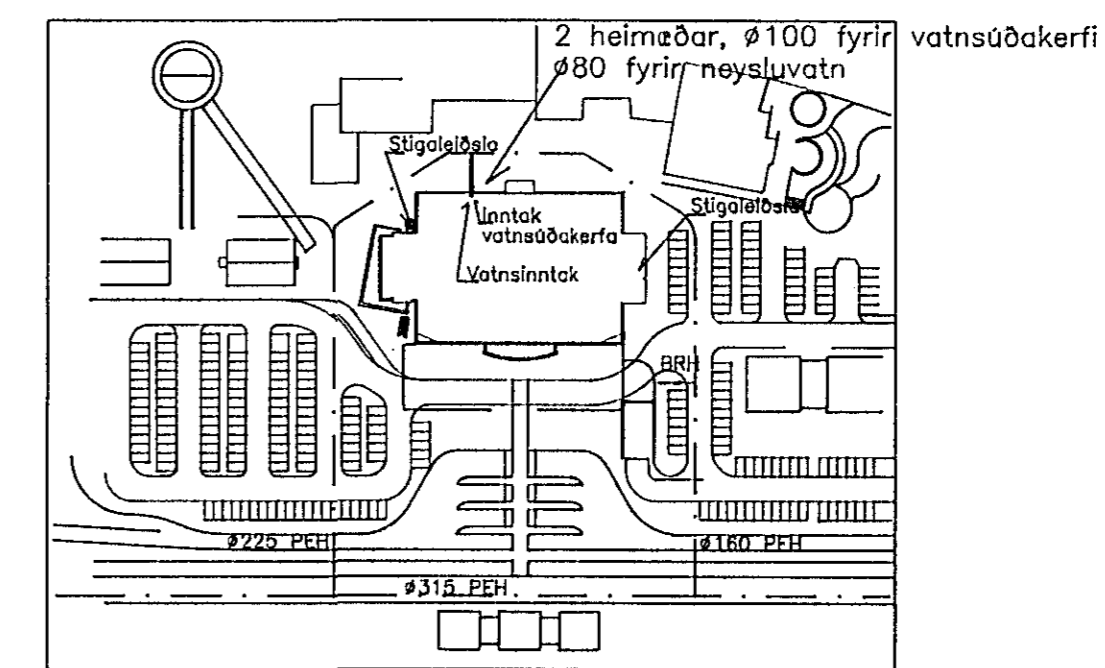 2 heimæðar, ø100 fyrir vatnsúðakerfi
ø80 fyrir neysluvatn
Stigaleiðsla
Stigaleiðsla
Inntak
vatnsúðakerfa
Vatnsinntak
BRH
ø225 PEH
ø160 PEH
ø315 PEH